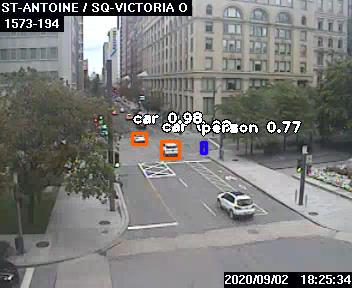 ST-ANTOINE / SQ-VICTORIA O
1573-194
car 0.98
car
person 0.77
2020/09/02 18:25:34